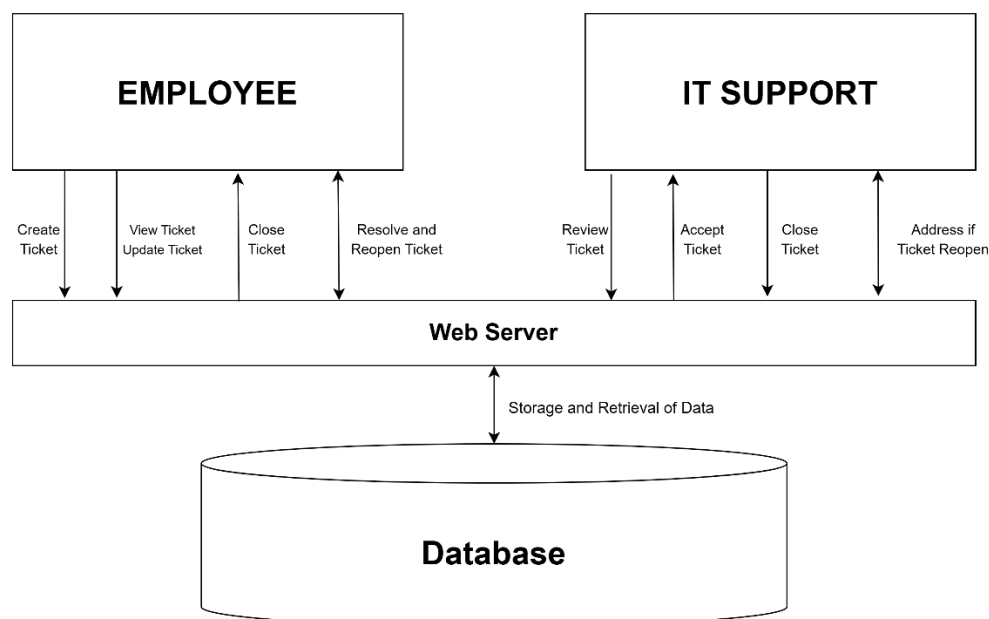 EMPLOYEE
IT SUPPORT
Create
Ticket
View Ticket
Update Ticket
Close
Ticket
Resolve and
Reopen Ticket
Review
Ticket
Accept
Ticket
Close
Ticket
Address if
Ticket Reopen
Web Server
Storage and Retrieval of Data
Database